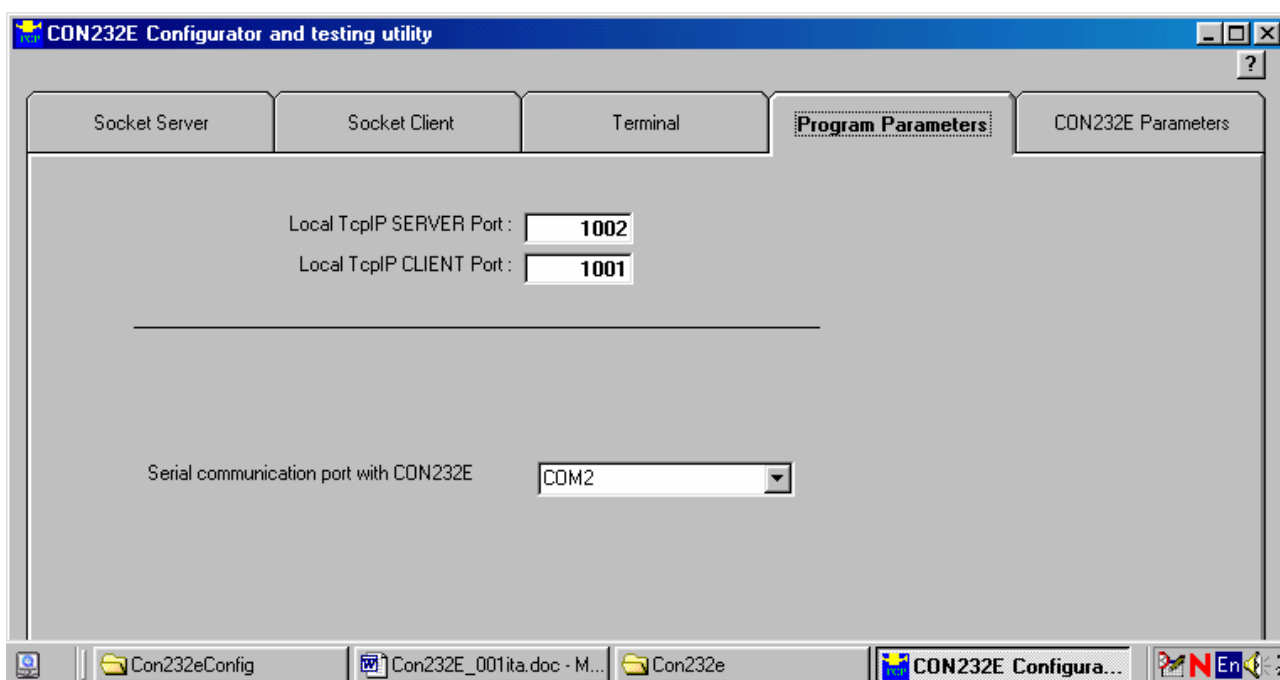 CON232E Configurator and testing utility
?
Socket Server
Socket Client
Terminal
Program Parameters
CON232E Parameters
Local TcpIP SERVER Port : 1002
Local TcpIP CLIENT Port : 1001
Serial communication port with CON232E COM2
Con232eConfig
Con232E_001ita.doc - M...
Con232e
CON232E Configura...
N
En